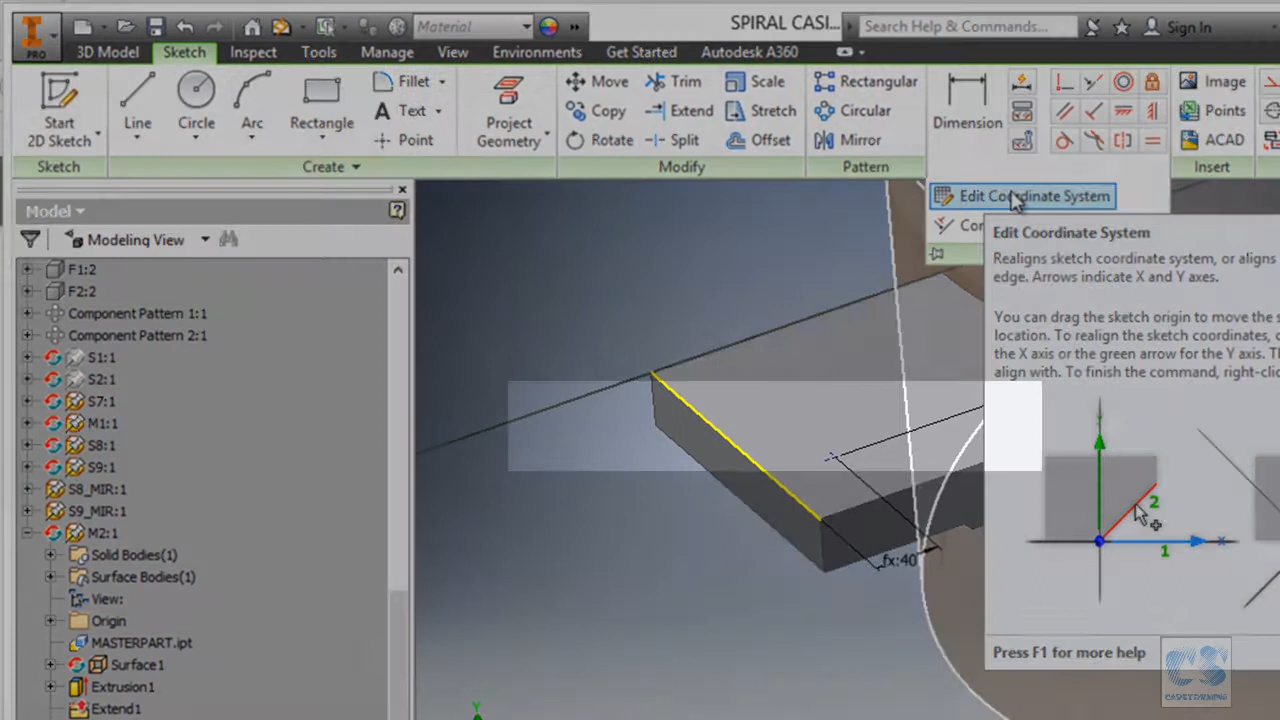 PRO
Material
SPIRAL CASI...
Search Help & Commands...
Sign In
3D Model
Sketch
Inspect
Tools
Manage
View
Environments
Get Started
Autodesk A360
Start
2D Sketch
Line
Circle
Arc
Rectangle
Fillet
Text
Point
Project
Geometry
Move
Copy
Rotate
Trim
Extend
Split
Scale
Stretch
Offset
Rectangular
Circular
Mirror
Dimension
Image
Points
ACAD
Sketch
Create
Modify
Pattern
Insert
Model
Modeling View
F1:2
F2:2
Component Pattern 1:1
Component Pattern 2:1
S1:1
S2:1
S7:1
M1:1
S8:1
S9:1
S8_MIR:1
S9_MIR:1
M2:1
Solid Bodies(1)
Surface Bodies(1)
View:
Origin
MASTERPART.ipt
Surface1
Extrusion1
Extend1
fx:40
Y
Edit Coordinate System
Con
Edit Coordinate System
Realigns sketch coordinate system, or aligns
edge. Arrows indicate X and Y axes.
You can drag the sketch origin to move the s
location. To realign the sketch coordinates, c
the X axis or the green arrow for the Y axis. Th
align with. To finish the command, right-clic
Y
2
X
1
Press F1 for more help
CS